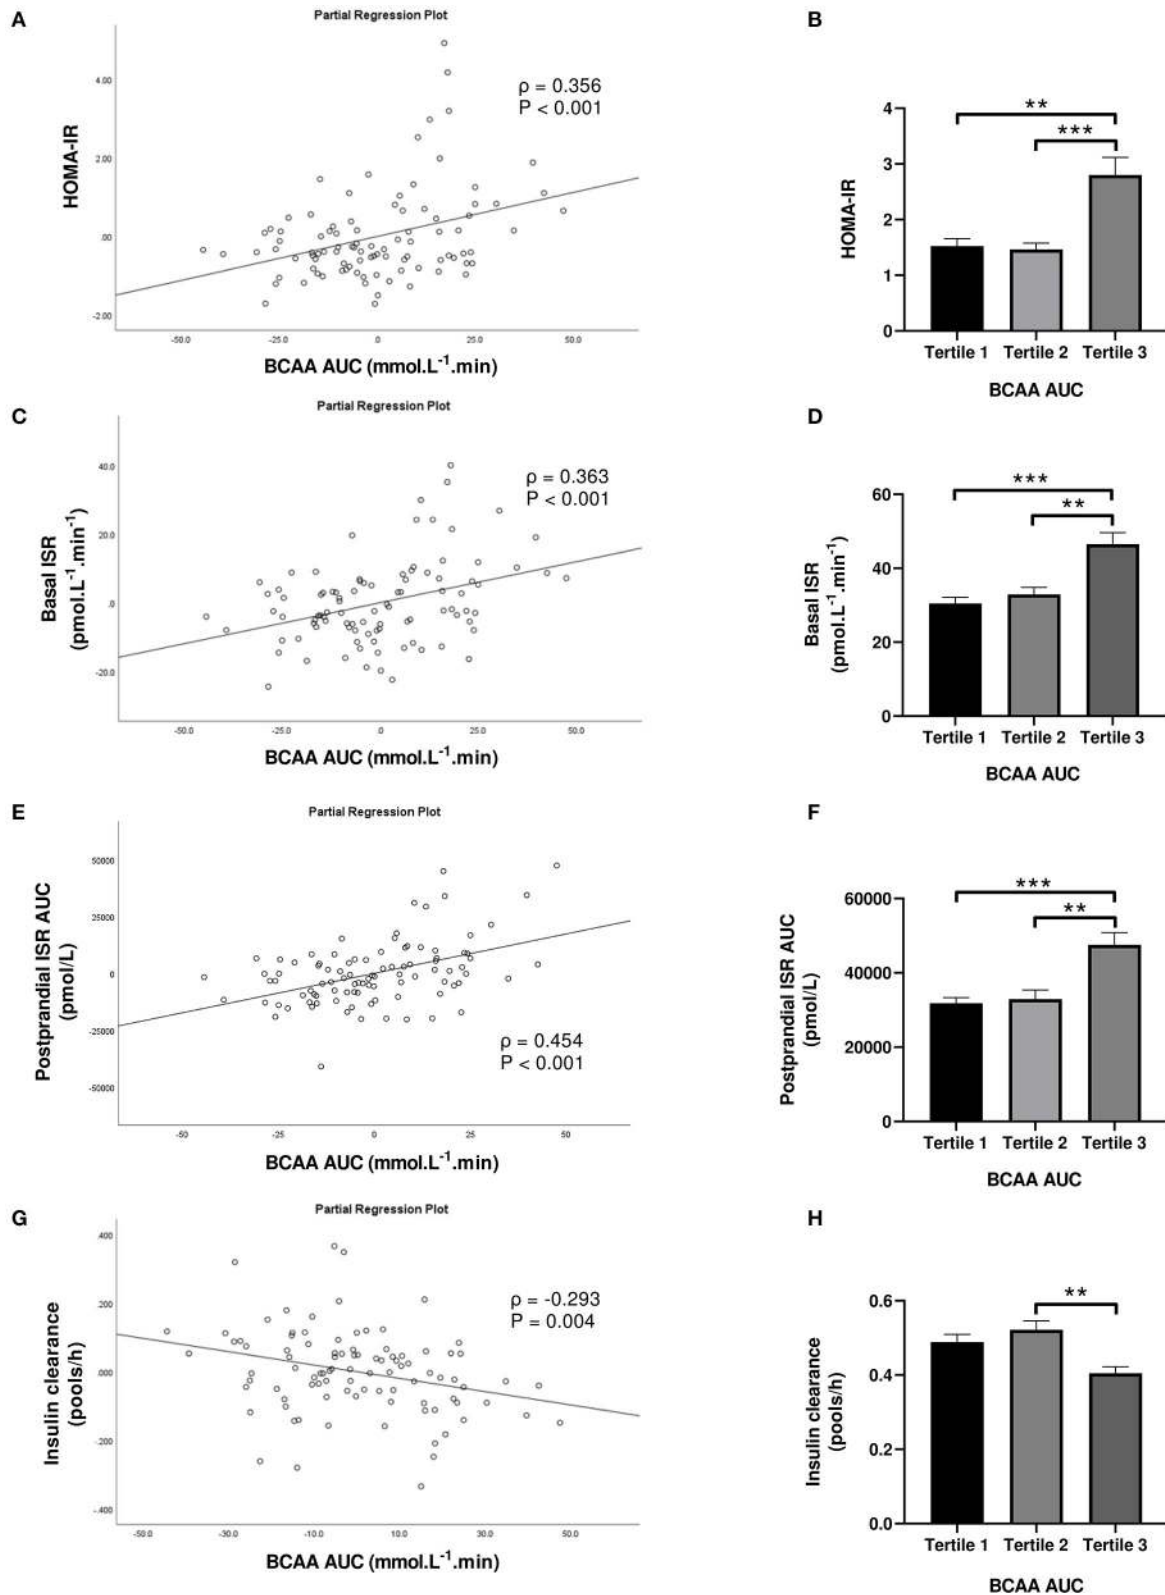 A
Partial Regression Plot
HOMA-IR
4.00
2.00
.00
-2.00
ρ = 0.356
P < 0.001
-50.0 -25.0 .0 25.0 50.0
BCAA AUC (mmol.L⁻¹.min)
B
HOMA-IR
4
3
2
1
0
**
***
Tertile 1 Tertile 2 Tertile 3
BCAA AUC
C
Partial Regression Plot
Basal ISR
(pmol.L⁻¹.min⁻¹)
40.0
20.0
.0
-20.0
ρ = 0.363
P < 0.001
-50.0 -25.0 .0 25.0 50.0
BCAA AUC (mmol.L⁻¹.min)
D
Basal ISR
(pmol.L⁻¹.min⁻¹)
60
40
20
0
***
**
Tertile 1 Tertile 2 Tertile 3
BCAA AUC
E
Partial Regression Plot
Postprandial ISR AUC
(pmol/L)
50000
25000
0
-25000
-50000
ρ = 0.454
P < 0.001
-50 -25 0 25 50
BCAA AUC (mmol.L⁻¹.min)
F
Postprandial ISR AUC
(pmol/L)
60000
40000
20000
0
***
**
Tertile 1 Tertile 2 Tertile 3
BCAA AUC
G
Partial Regression Plot
Insulin clearance
(pools/h)
.400
.200
.000
-.200
-.400
ρ = -0.293
P = 0.004
-50.0 -30.0 -10.0 10.0 30.0 50.0
BCAA AUC (mmol.L⁻¹.min)
H
Insulin clearance
(pools/h)
0.6
0.4
0.2
0.0
**
Tertile 1 Tertile 2 Tertile 3
BCAA AUC